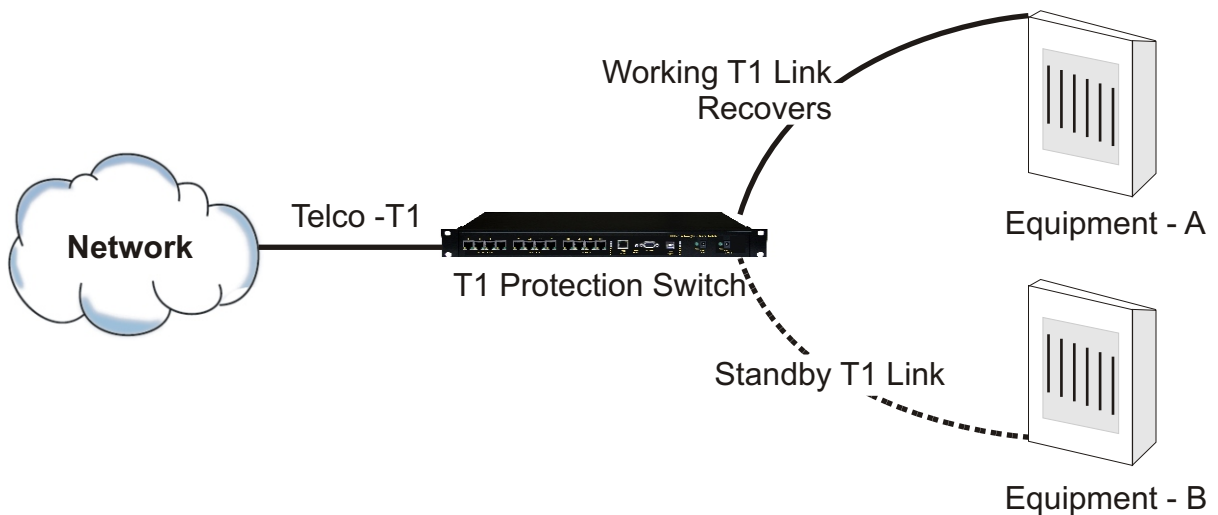 Working T1 Link
Recovers
Telco -T1
Network
Equipment - A
T1 Protection Switch
Standby T1 Link
Equipment - B